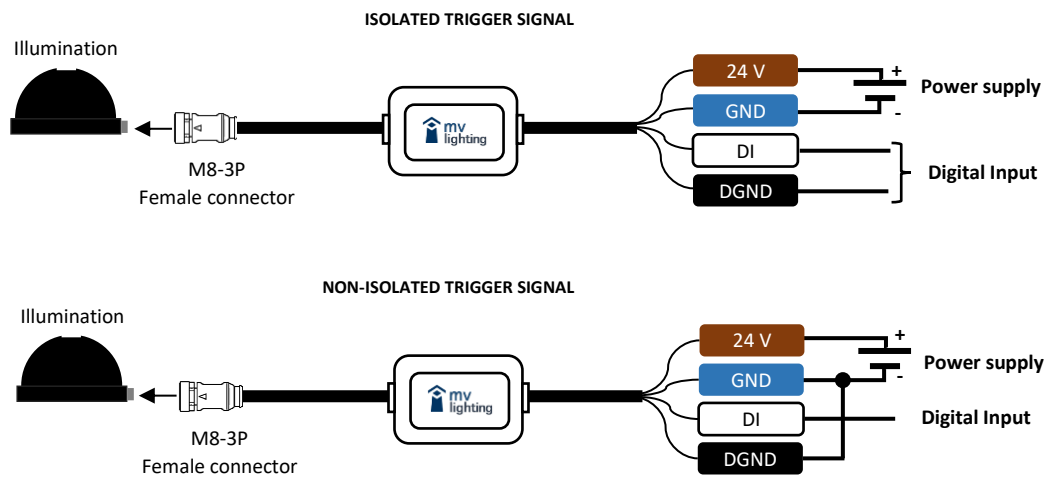 ISOLATED TRIGGER SIGNAL
Illumination
24 V
+
Power supply
GND
-
mv
lighting
DI
Digital Input
M8-3P
Female connector
DGND
NON-ISOLATED TRIGGER SIGNAL
Illumination
24 V
+
Power supply
GND
-
mv
lighting
DI
Digital Input
M8-3P
Female connector
DGND